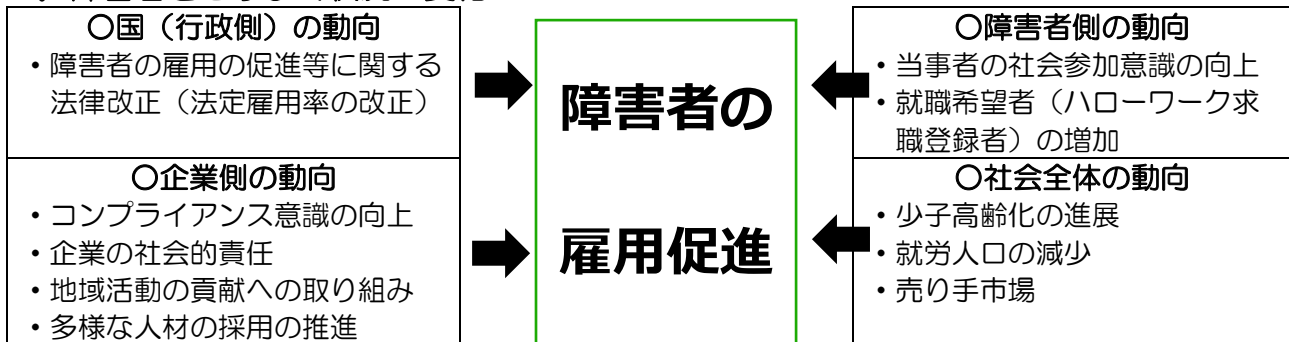 〇国（行政側）の動向
・障害者の雇用の促進等に関する
法律改正（法定雇用率の改正）
〇企業側の動向
・コンプライアンス意識の向上
・企業の社会的責任
・地域活動の貢献への取り組み
・多様な人材の採用の推進
障害者の
雇用促進
〇障害者側の動向
・当事者の社会参加意識の向上
・就職希望者（ハローワーク求
職登録者）の増加
〇社会全体の動向
・少子高齢化の進展
・就労人口の減少
・売り手市場